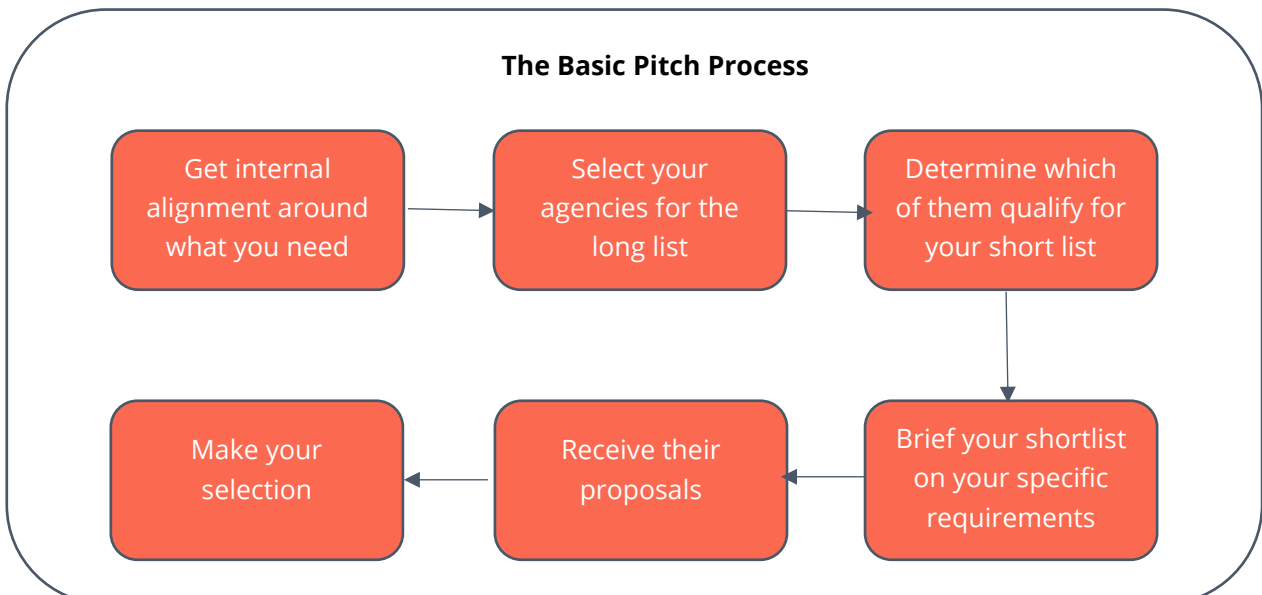 The Basic Pitch Process
Get internal
alignment around
what you need
Select your
agencies for the
long list
Determine which
of them qualify for
your short list
Brief your shortlist
on your specific
requirements
Receive their
proposals
Make your
selection